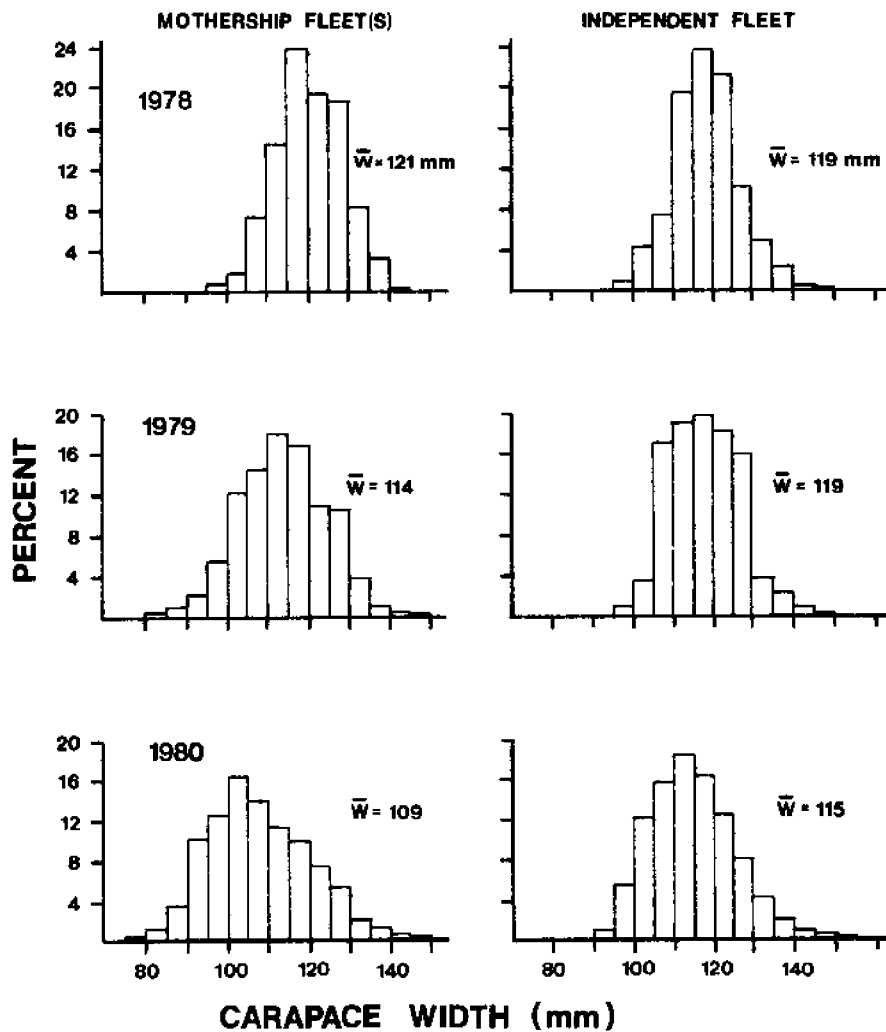 MOTHERSHIP FLEET(S)
INDEPENDENT FLEET
24
20
16
12
8
4
1978
W̄ = 121 mm
W̄ = 119 mm
20
16
12
8
4
1979
W̄ = 114
W̄ = 119
PERCENT
20
16
12
8
4
1980
W̄ = 109
W̄ = 115
80 100 120 140
100 120 140
CARAPACE WIDTH (mm)